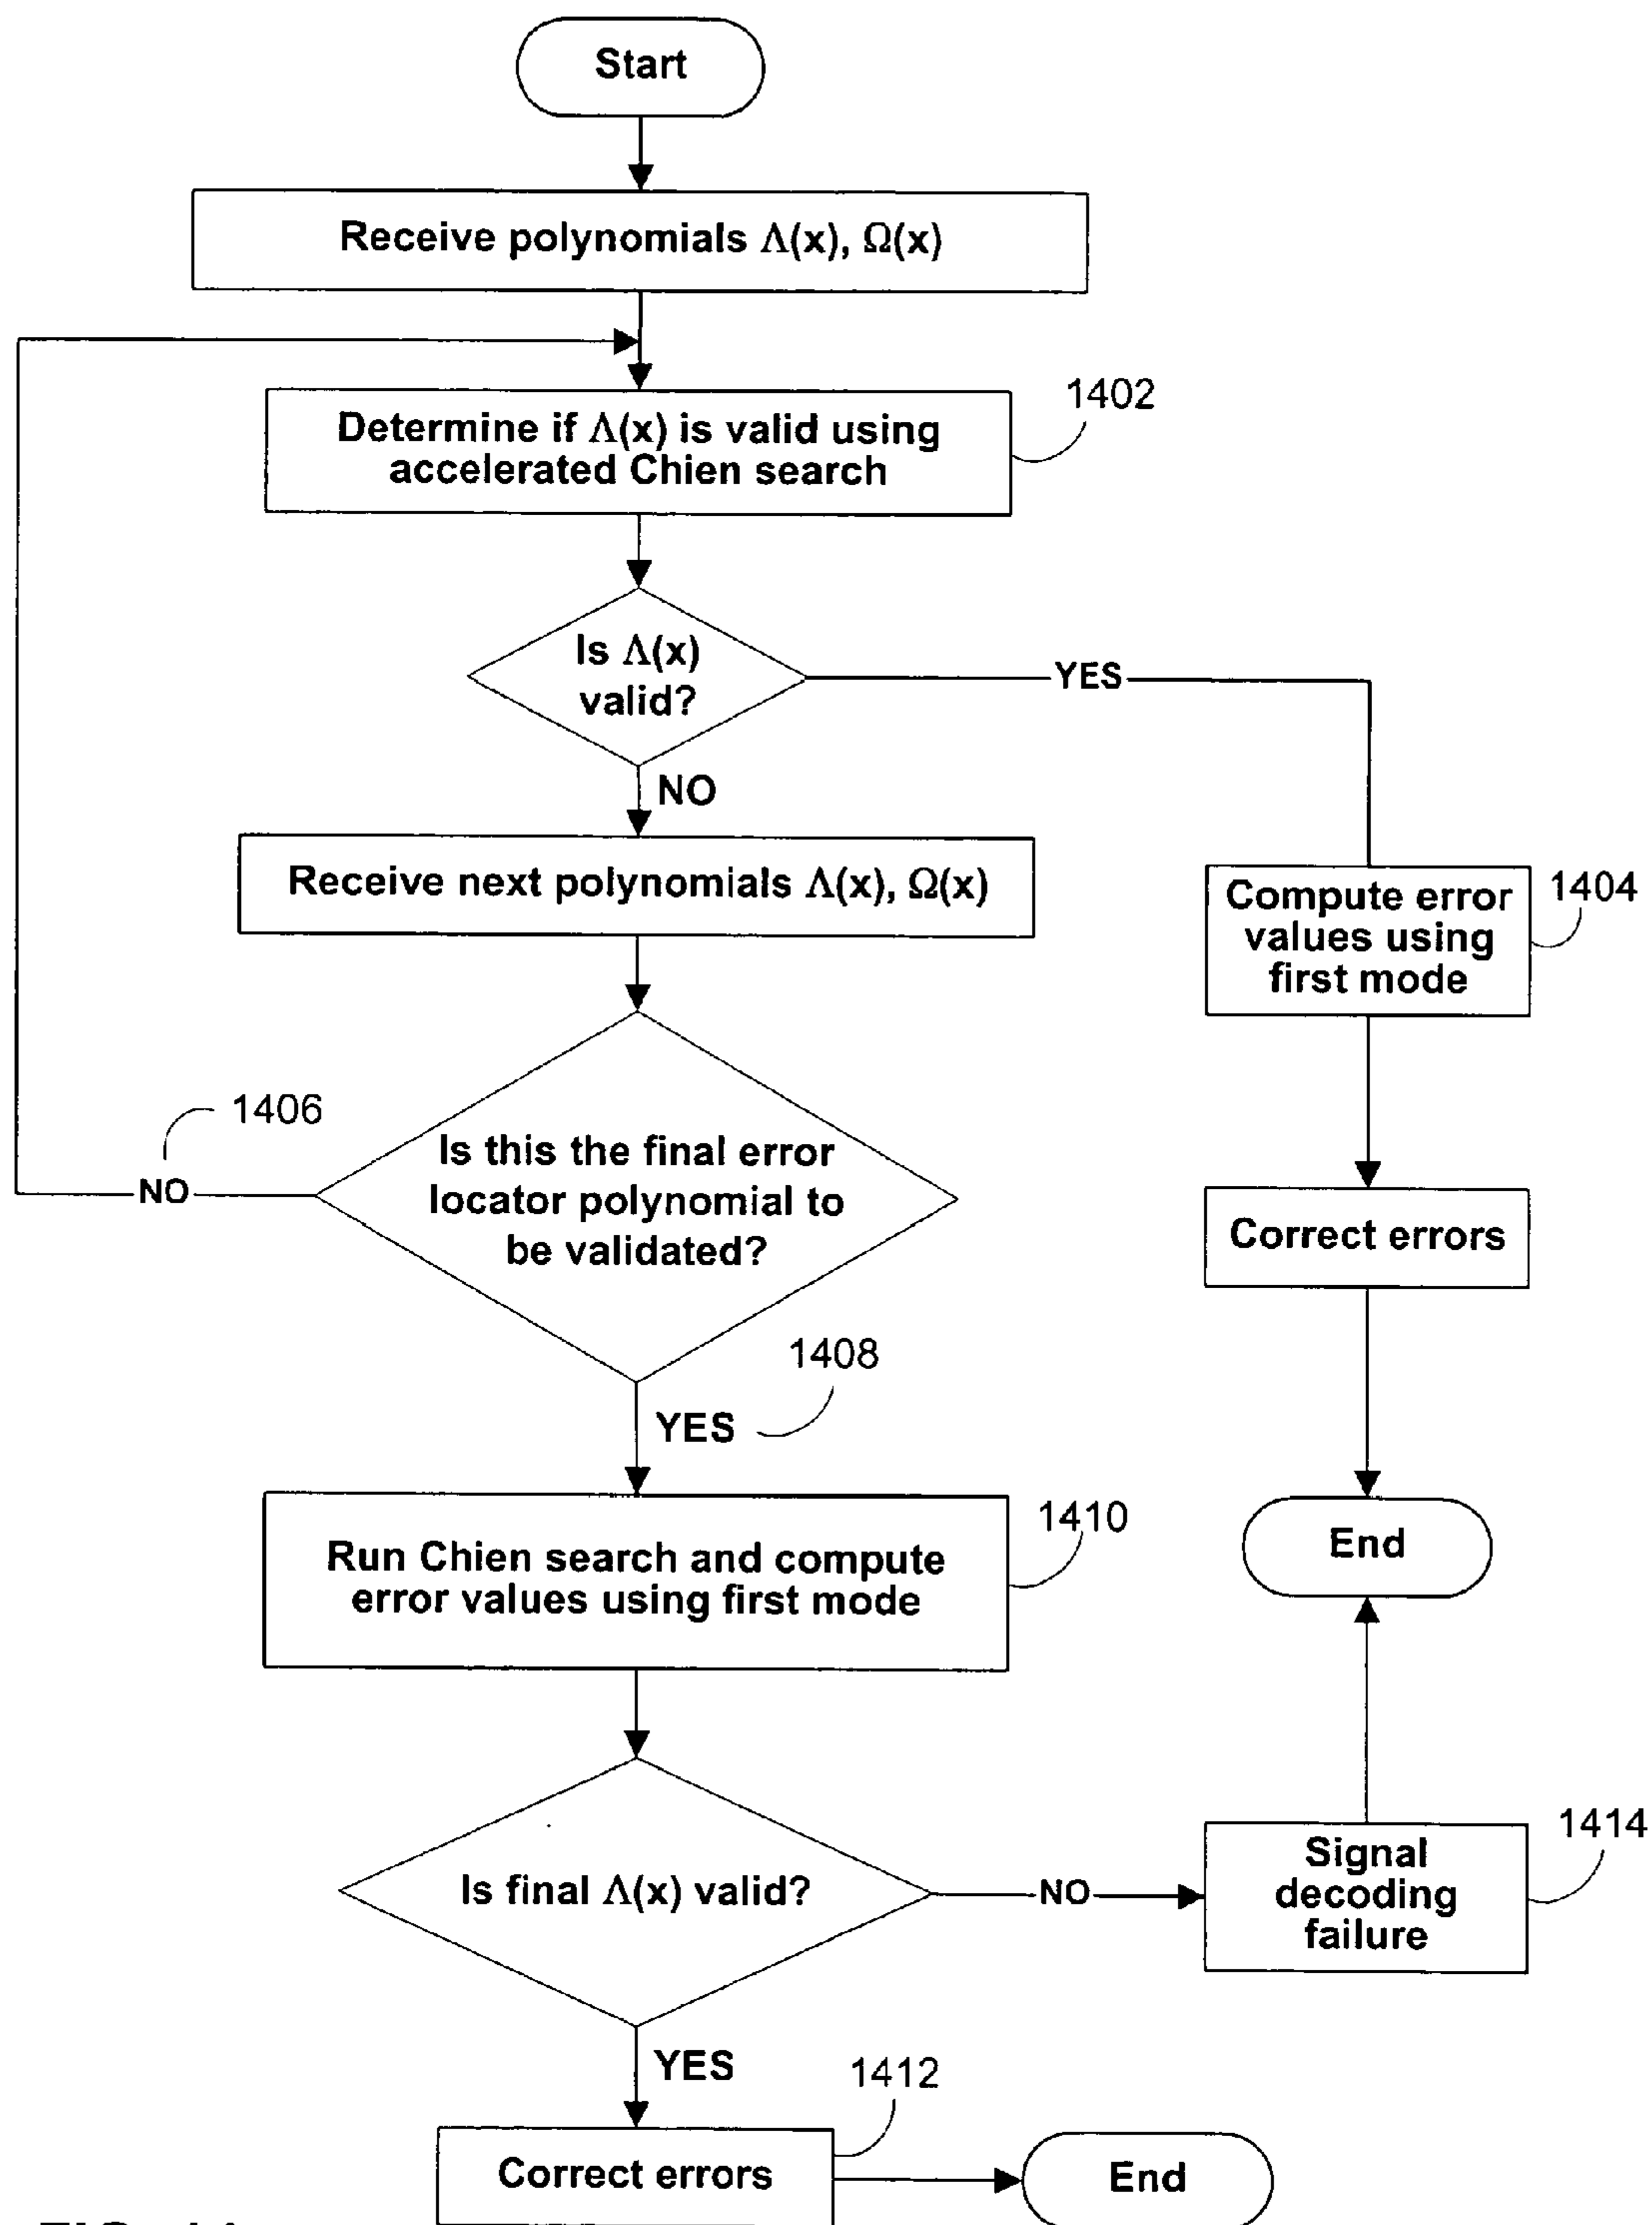 Start
Receive polynomials Λ(x), Ω(x)
1402
Determine if Λ(x) is valid using
accelerated Chien search
Is Λ(x)
valid?
YES
NO
Receive next polynomials Λ(x), Ω(x)
1404
Compute error
values using
first mode
1406
NO
Is this the final error
locator polynomial to
be validated?
Correct errors
1408
YES
1410
Run Chien search and compute
error values using first mode
End
1414
Is final Λ(x) valid?
NO
Signal
decoding
failure
YES
1412
Correct errors
End